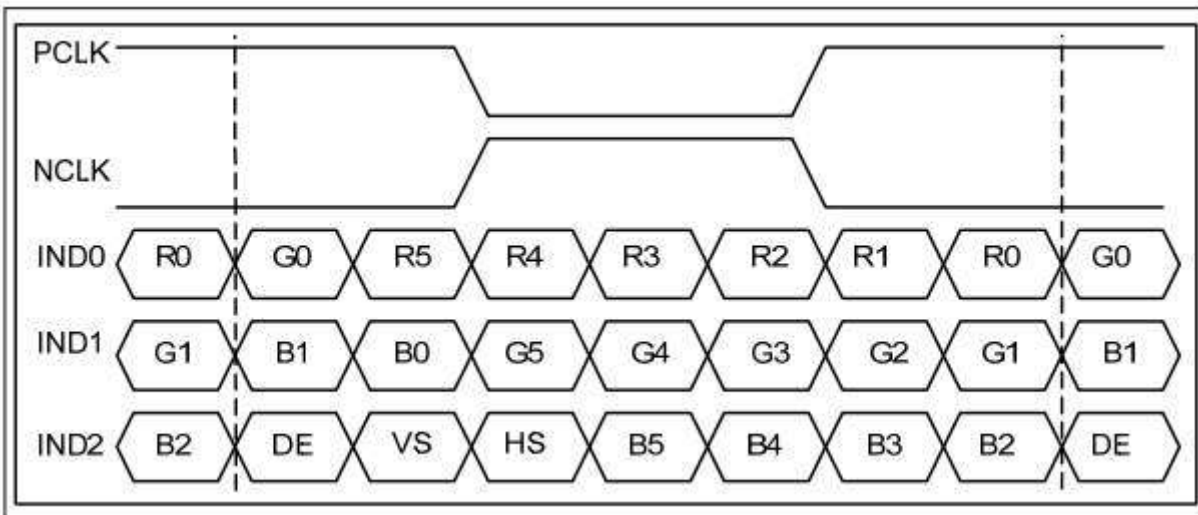 PCLK
NCLK
IND0 R0 G0 R5 R4 R3 R2 R1 R0 G0
IND1 G1 B1 B0 G5 G4 G3 G2 G1 B1
IND2 B2 DE VS HS B5 B4 B3 B2 DE